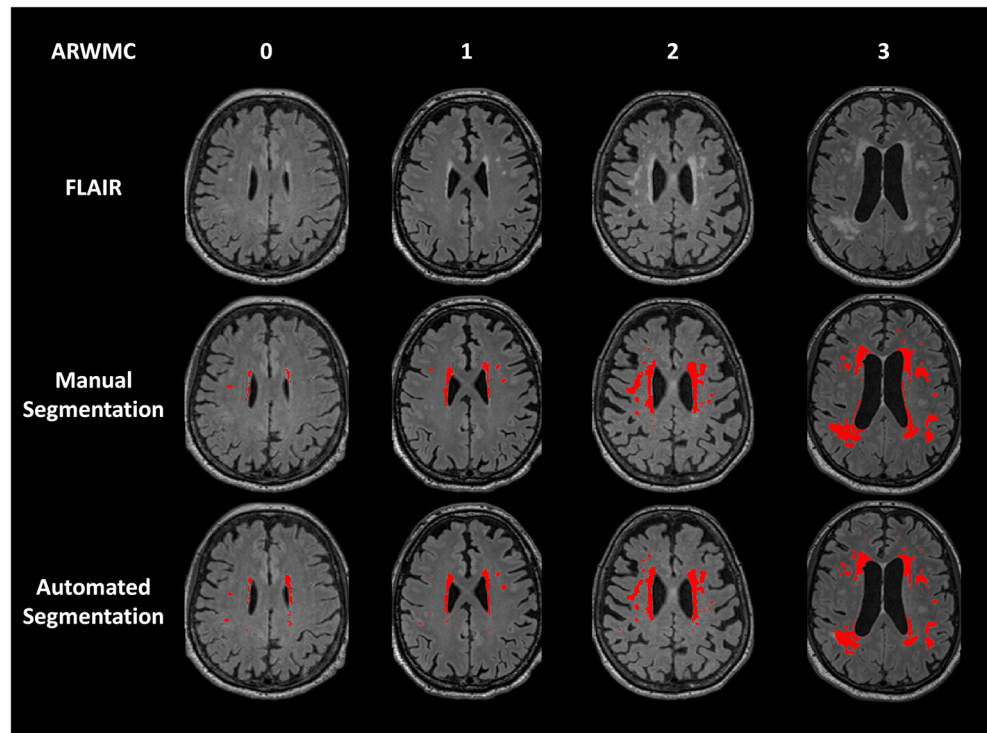 ARWMC 0 1 2 3
FLAIR
Manual
Segmentation
Automated
Segmentation